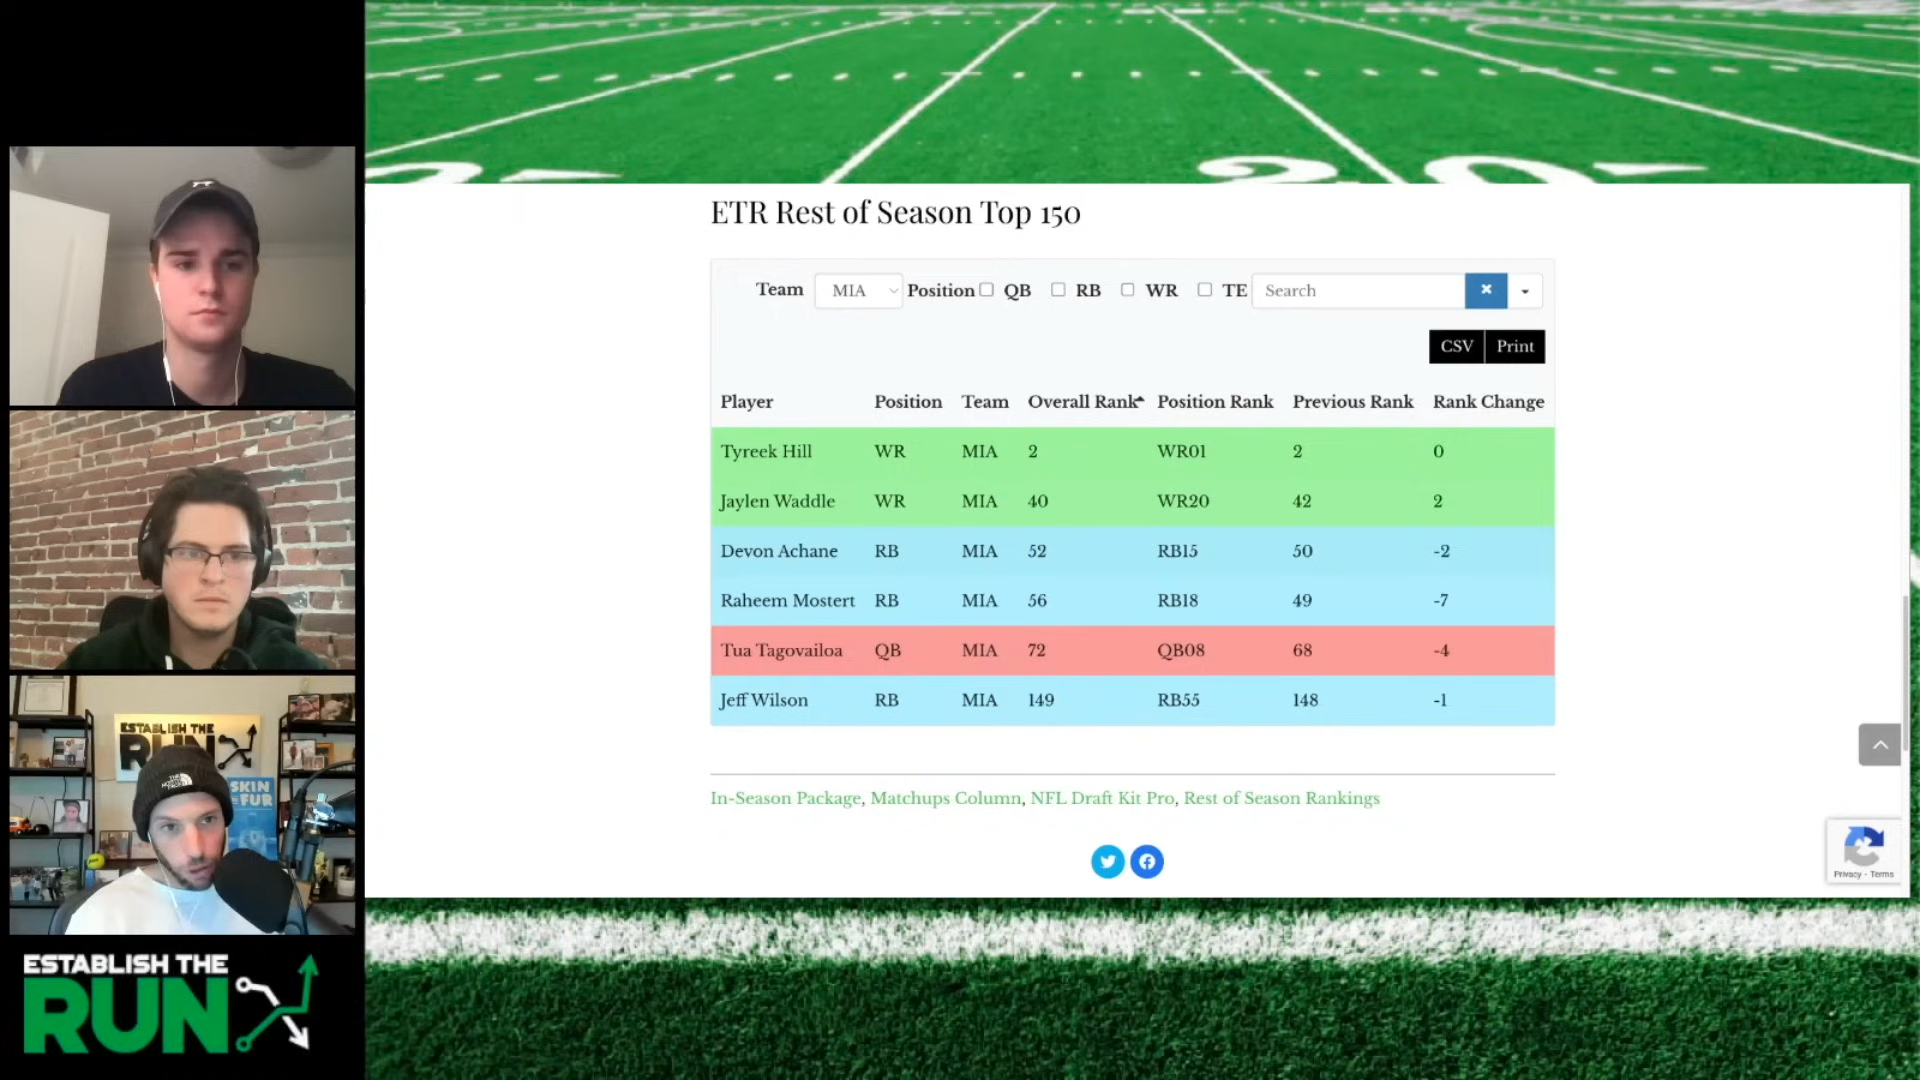 ETR Rest of Season Top 150
Team MIA Position QB RB WR TE Search
CSV Print
Player Position Team Overall Rank Position Rank Previous Rank Rank Change
Tyreek Hill WR MIA 2 WR01 2 0
Jaylen Waddle WR MIA 40 WR20 42 2
Devon Achane RB MIA 52 RB15 50 -2
Raheem Mostert RB MIA 56 RB18 49 -7
Tua Tagovailoa QB MIA 72 QB08 68 -4
Jeff Wilson RB MIA 149 RB55 148 -1
In-Season Package, Matchups Column, NFL Draft Kit Pro, Rest of Season Rankings
Privacy - Terms
ESTABLISH THE
RUN
SKIN
FUR
THE
NORTH
FACE
ESTABLISH THE
RUN